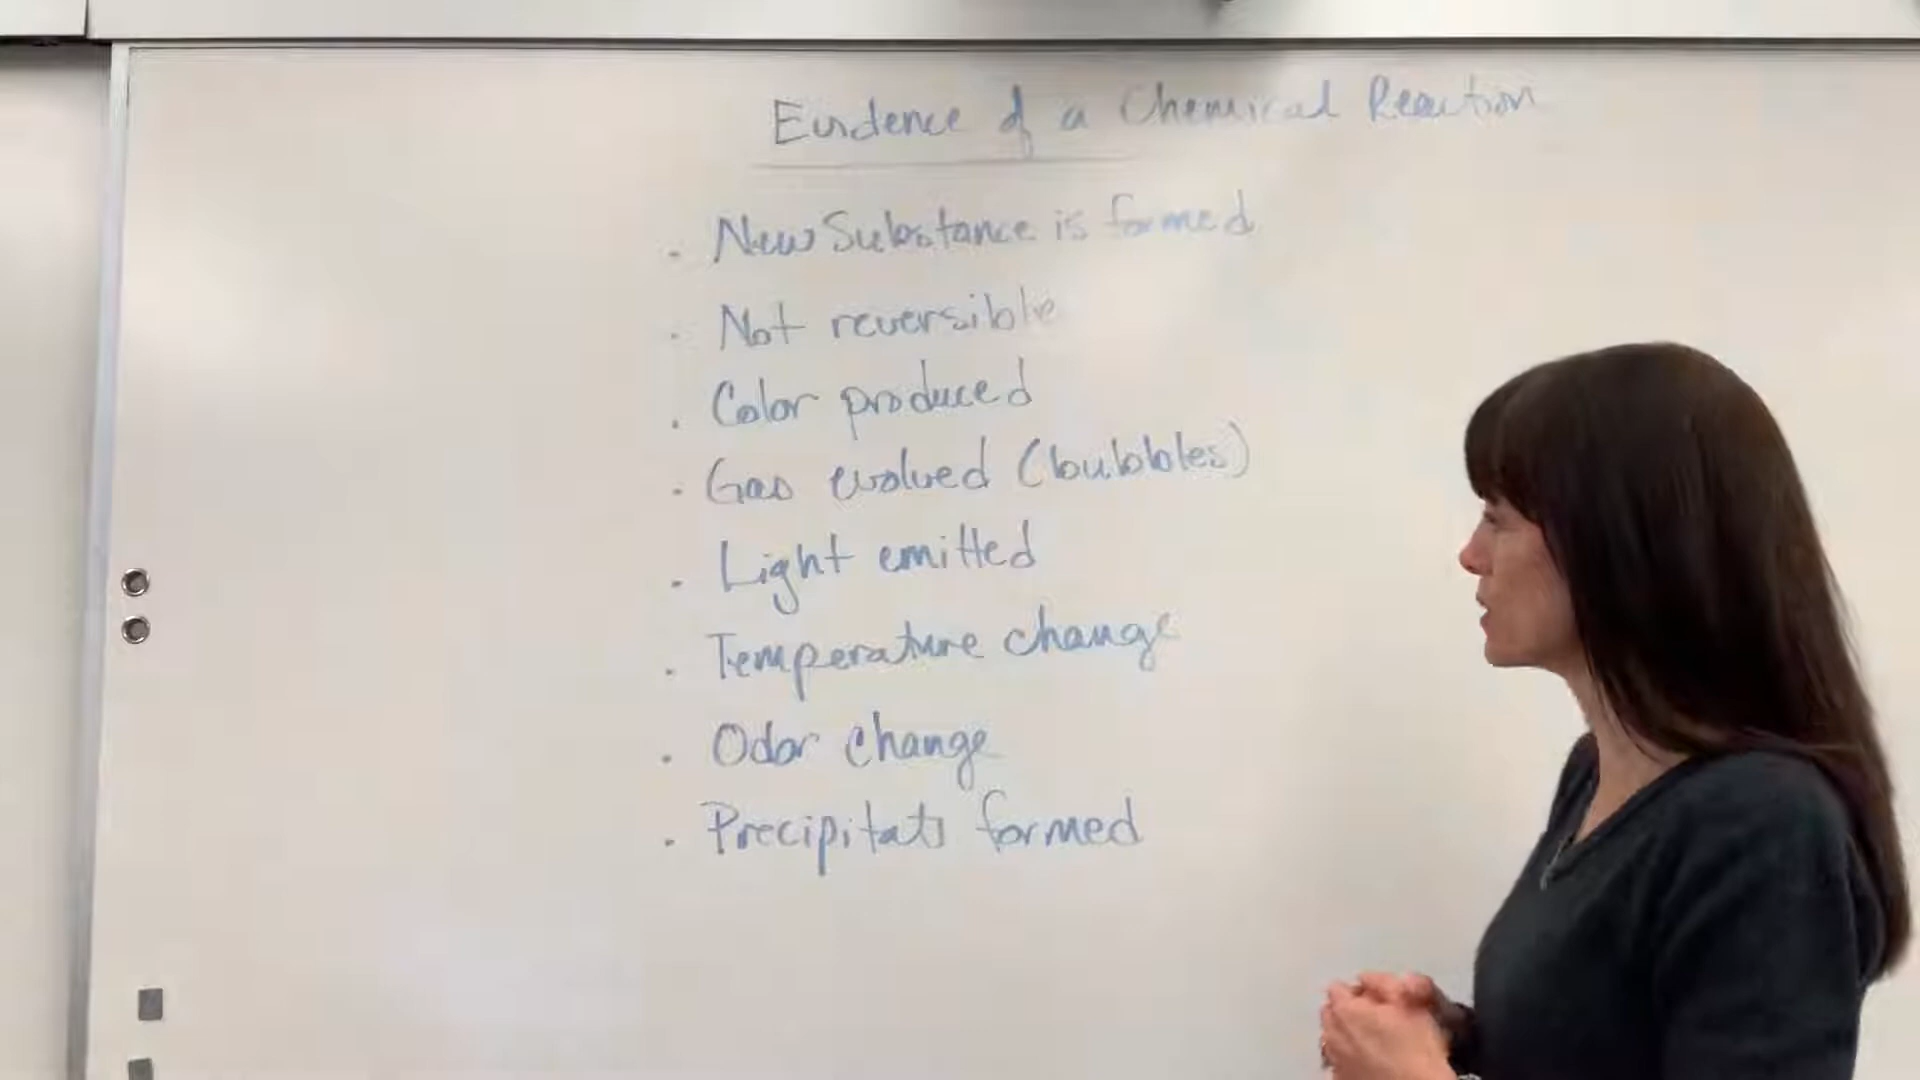 Evidence of a Chemical Reaction
. New Substance is formed
. Not reversible
. Color produced
. Gas evolved (bubbles)
. Light emitted
. Temperature change
. Odor change
. Precipitate formed